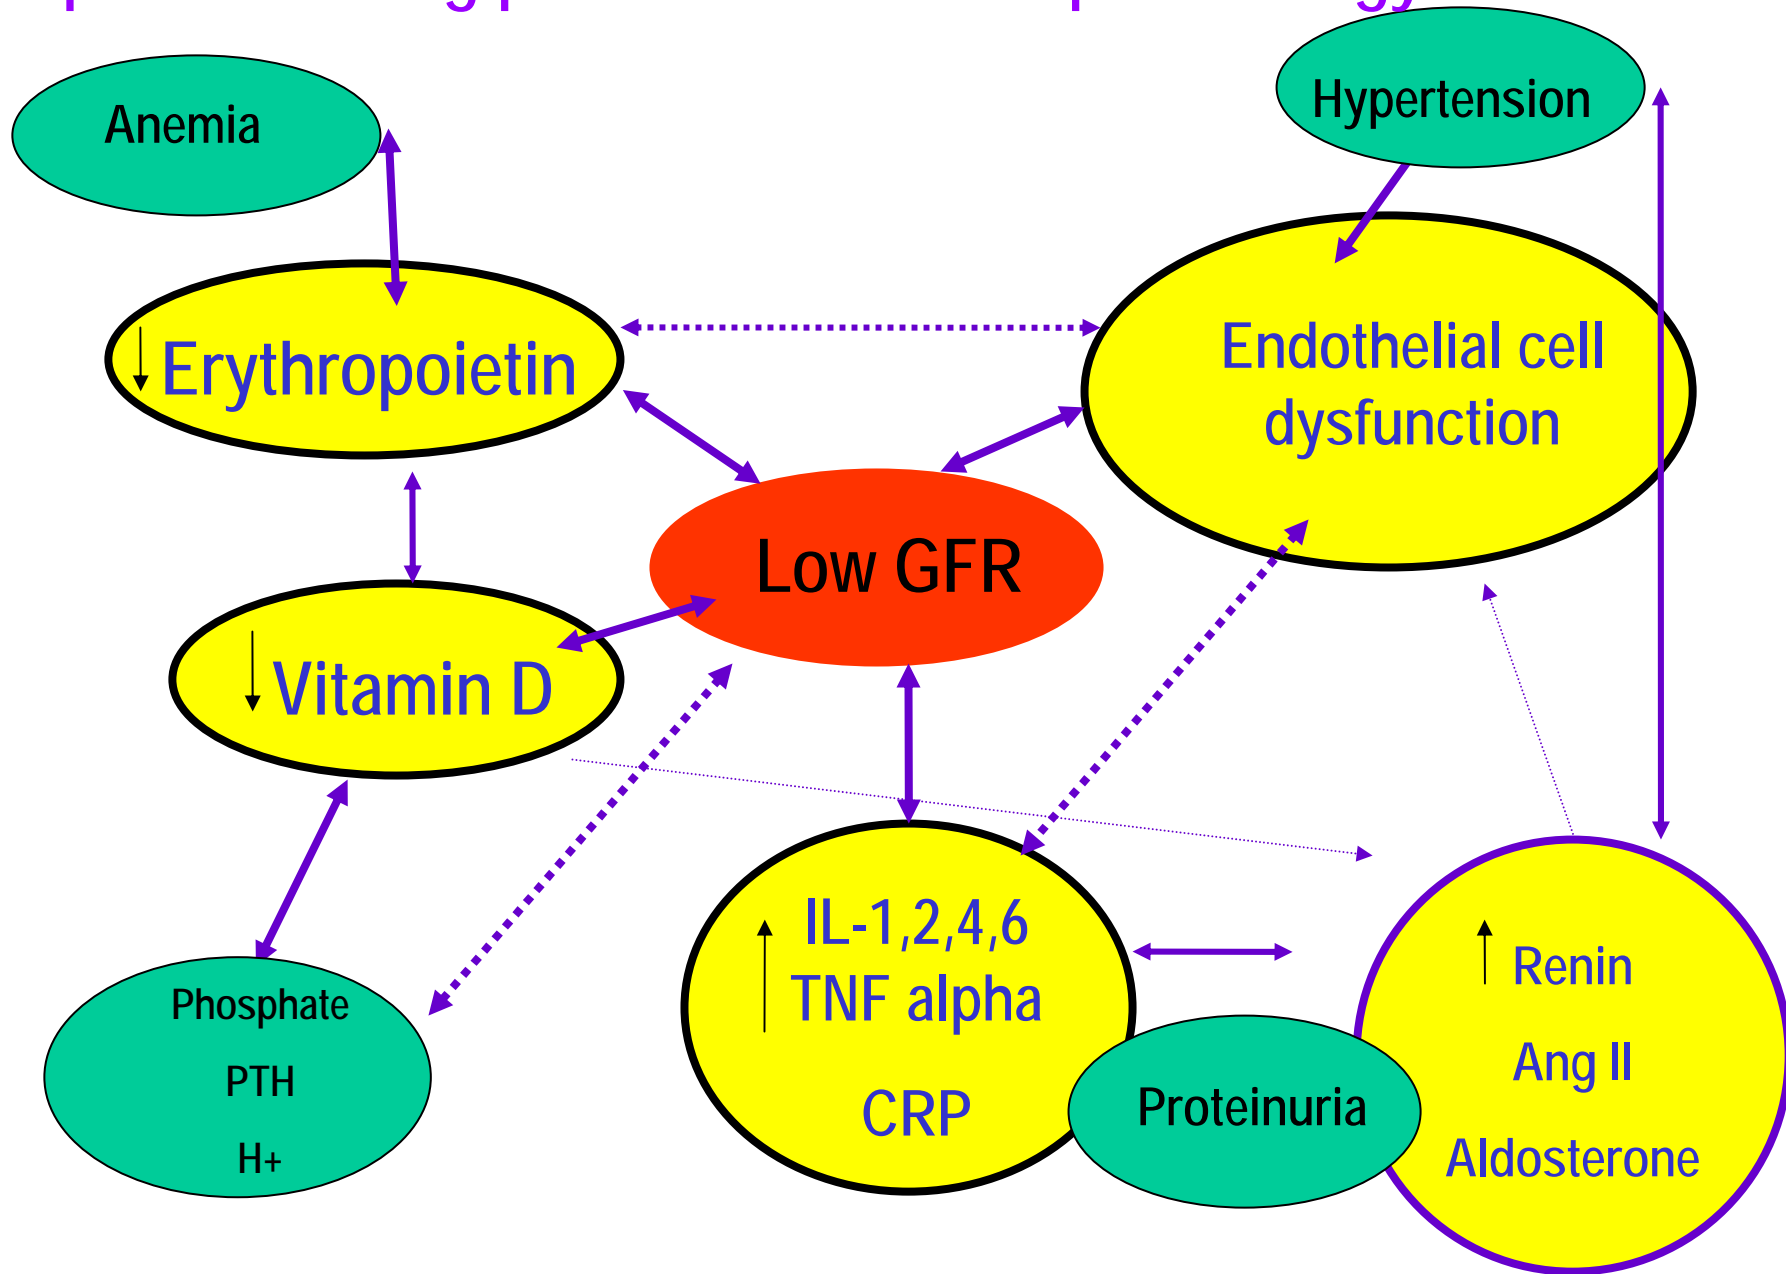 Anemia
Hypertension
Erythropoietin
Endothelial cell
dysfunction
Low GFR
Vitamin D
IL-1,2,4,6
TNF alpha
CRP
Renin
Ang II
Aldosterone
Phosphate
PTH
H+
Proteinuria